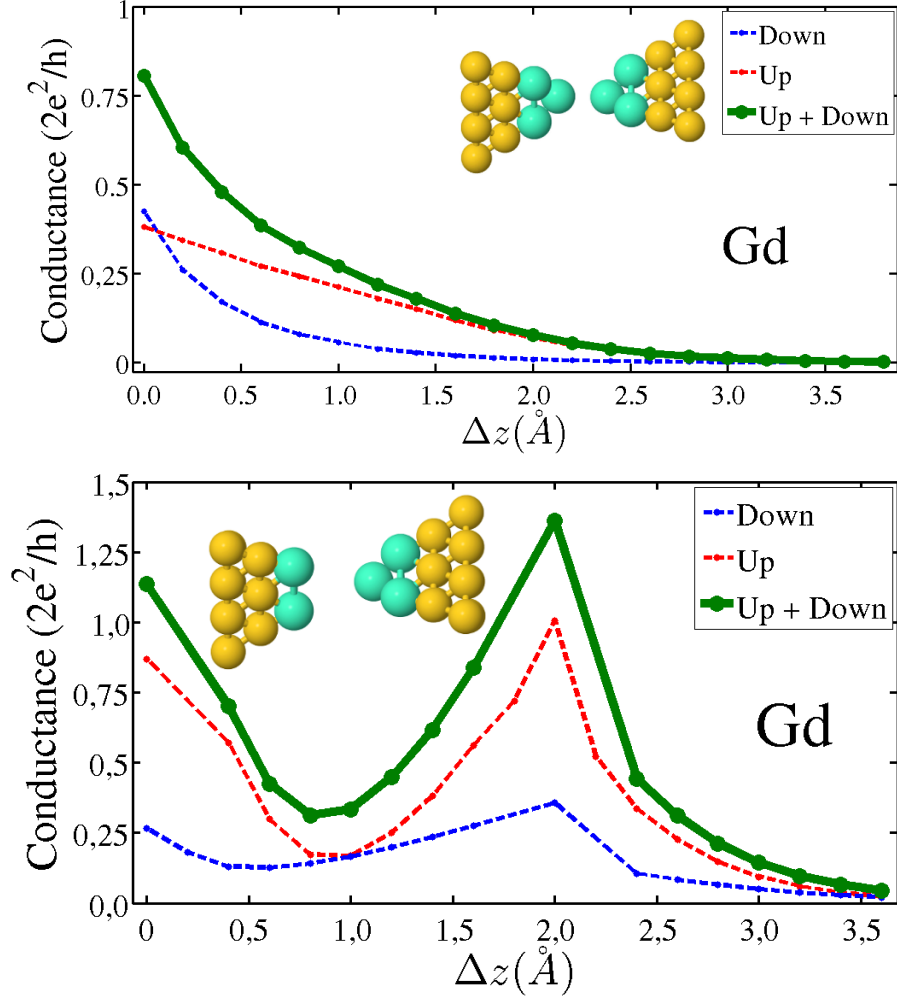 1
Down
Up
Up + Down
0.75
0.5
0.25
0
Conductance (2e²/h)
Gd
0.0 0.5 1.0 1.5 2.0 2.5 3.0 3.5
Δz(Å)
1,5
Down
Up
Up + Down
1.25
1,0
0.75
0,5
0.25
0,0
Conductance (2e²/h)
Gd
0 0,5 1,0 1,5 2,0 2,5 3,0 3,5
Δz(Å)